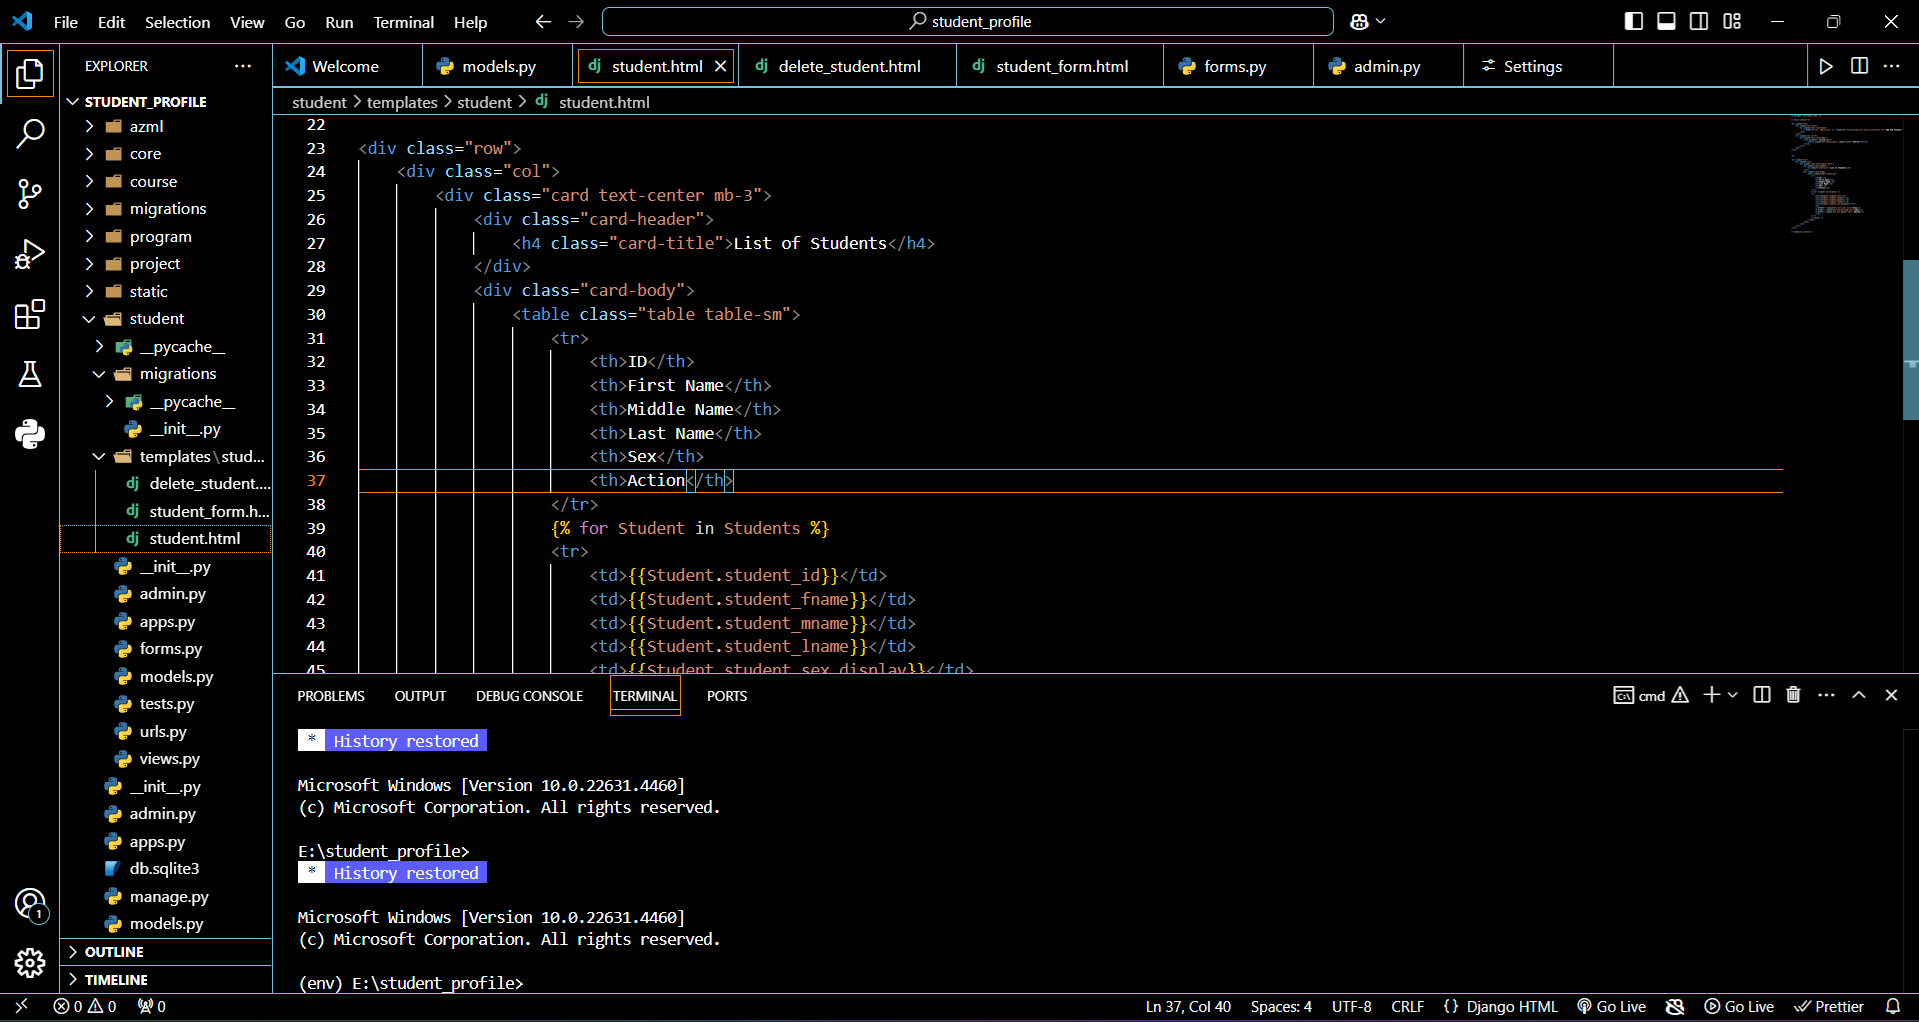 File Edit Selection View Go Run Terminal Help
student_profile
EXPLORER
STUDENT_PROFILE
azml
core
course
migrations
program
project
static
student
__pycache__
migrations
__pycache__
__init__.py
templates\stud...
delete_student....
student_form.h...
student.html
__init__.py
admin.py
apps.py
forms.py
models.py
tests.py
urls.py
views.py
__init__.py
admin.py
apps.py
db.sqlite3
manage.py
models.py
OUTLINE
TIMELINE
1
Welcome models.py dj student.html dj delete_student.html dj student_form.html forms.py admin.py Settings
student > templates > student > dj student.html
22
23 <div class="row">
24 <div class="col">
25 <div class="card text-center mb-3">
26 <div class="card-header">
27 <h4 class="card-title">List of Students</h4>
28 </div>
29 <div class="card-body">
30 <table class="table table-sm">
31 <tr>
32 <th>ID</th>
33 <th>First Name</th>
34 <th>Middle Name</th>
35 <th>Last Name</th>
36 <th>Sex</th>
37 <th>Action</th>
38 </tr>
39 {% for Student in Students %}
40 <tr>
41 <td>{{Student.student_id}}</td>
42 <td>{{Student.student_fname}}</td>
43 <td>{{Student.student_mname}}</td>
44 <td>{{Student.student_lname}}</td>
45 <td>{{Student.student_sex_display}}</td>
PROBLEMS OUTPUT DEBUG CONSOLE TERMINAL PORTS
cmd
* History restored
Microsoft Windows [Version 10.0.22631.4460]
(c) Microsoft Corporation. All rights reserved.
E:\student_profile>
* History restored
Microsoft Windows [Version 10.0.22631.4460]
(c) Microsoft Corporation. All rights reserved.
(env) E:\student_profile>
0 0 0 Ln 37, Col 40 Spaces: 4 UTF-8 CRLF {} Django HTML Go Live Go Live Prettier